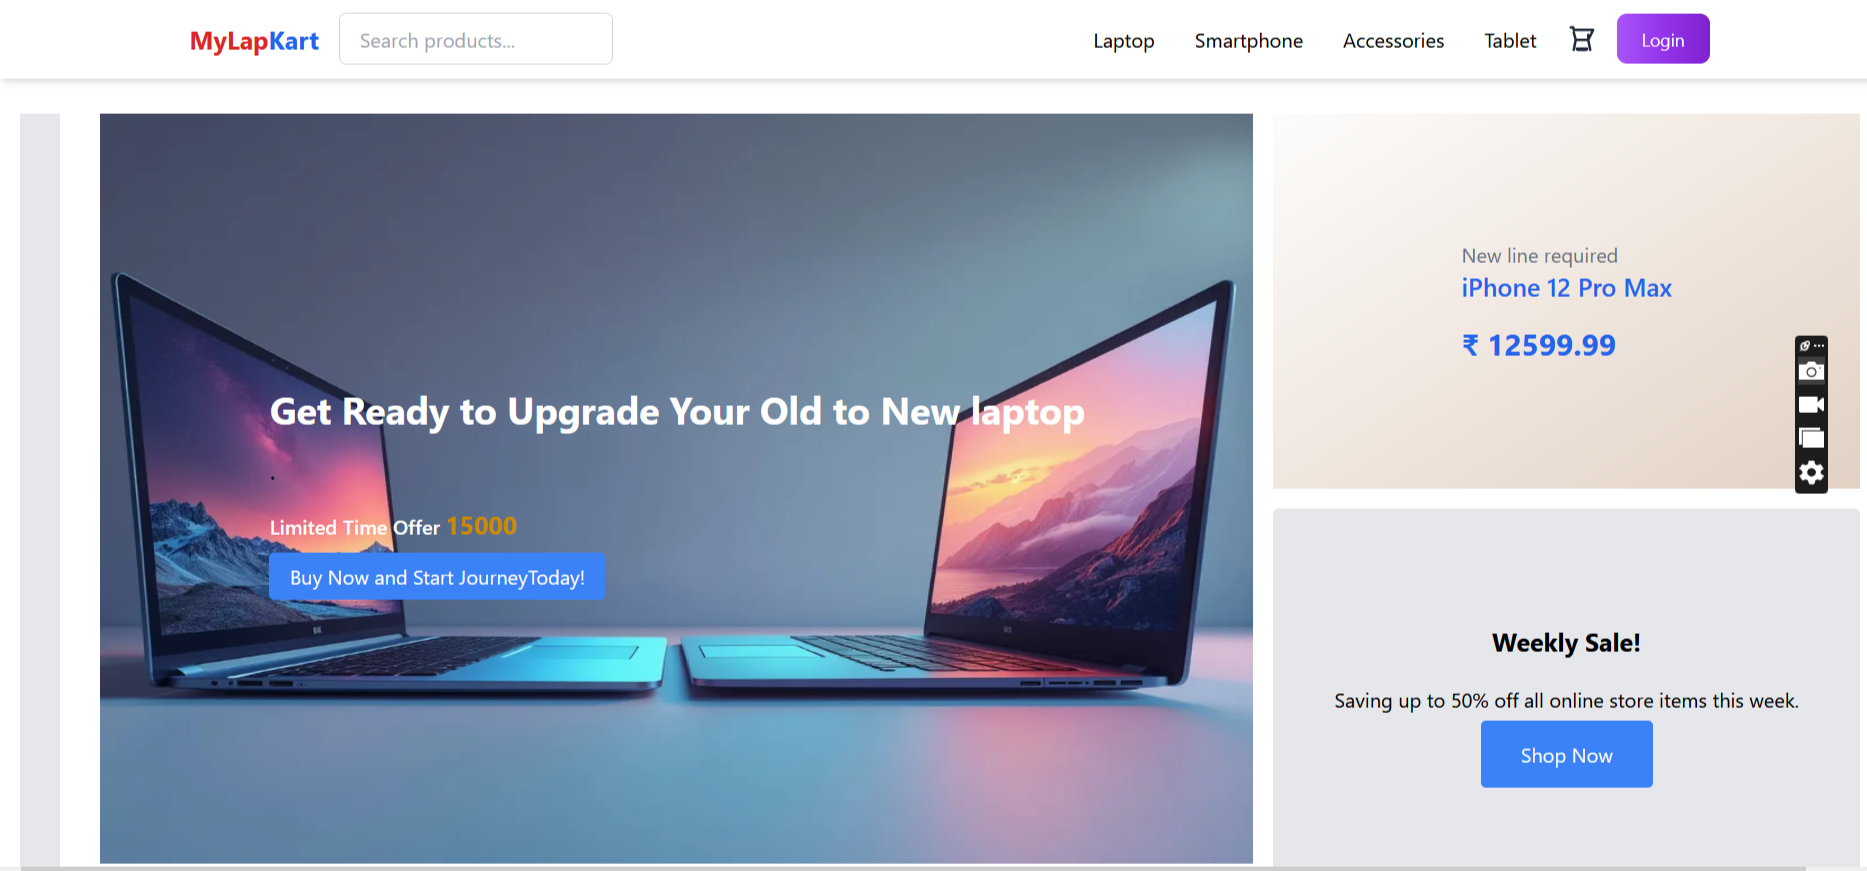 MyLapKart
Search products...
Laptop
Smartphone
Accessories
Tablet
Login
Get Ready to Upgrade Your Old to New laptop
.
Limited Time Offer 15000
Buy Now and Start JourneyToday!
New line required
iPhone 12 Pro Max
₹ 12599.99
Weekly Sale!
Saving up to 50% off all online store items this week.
Shop Now